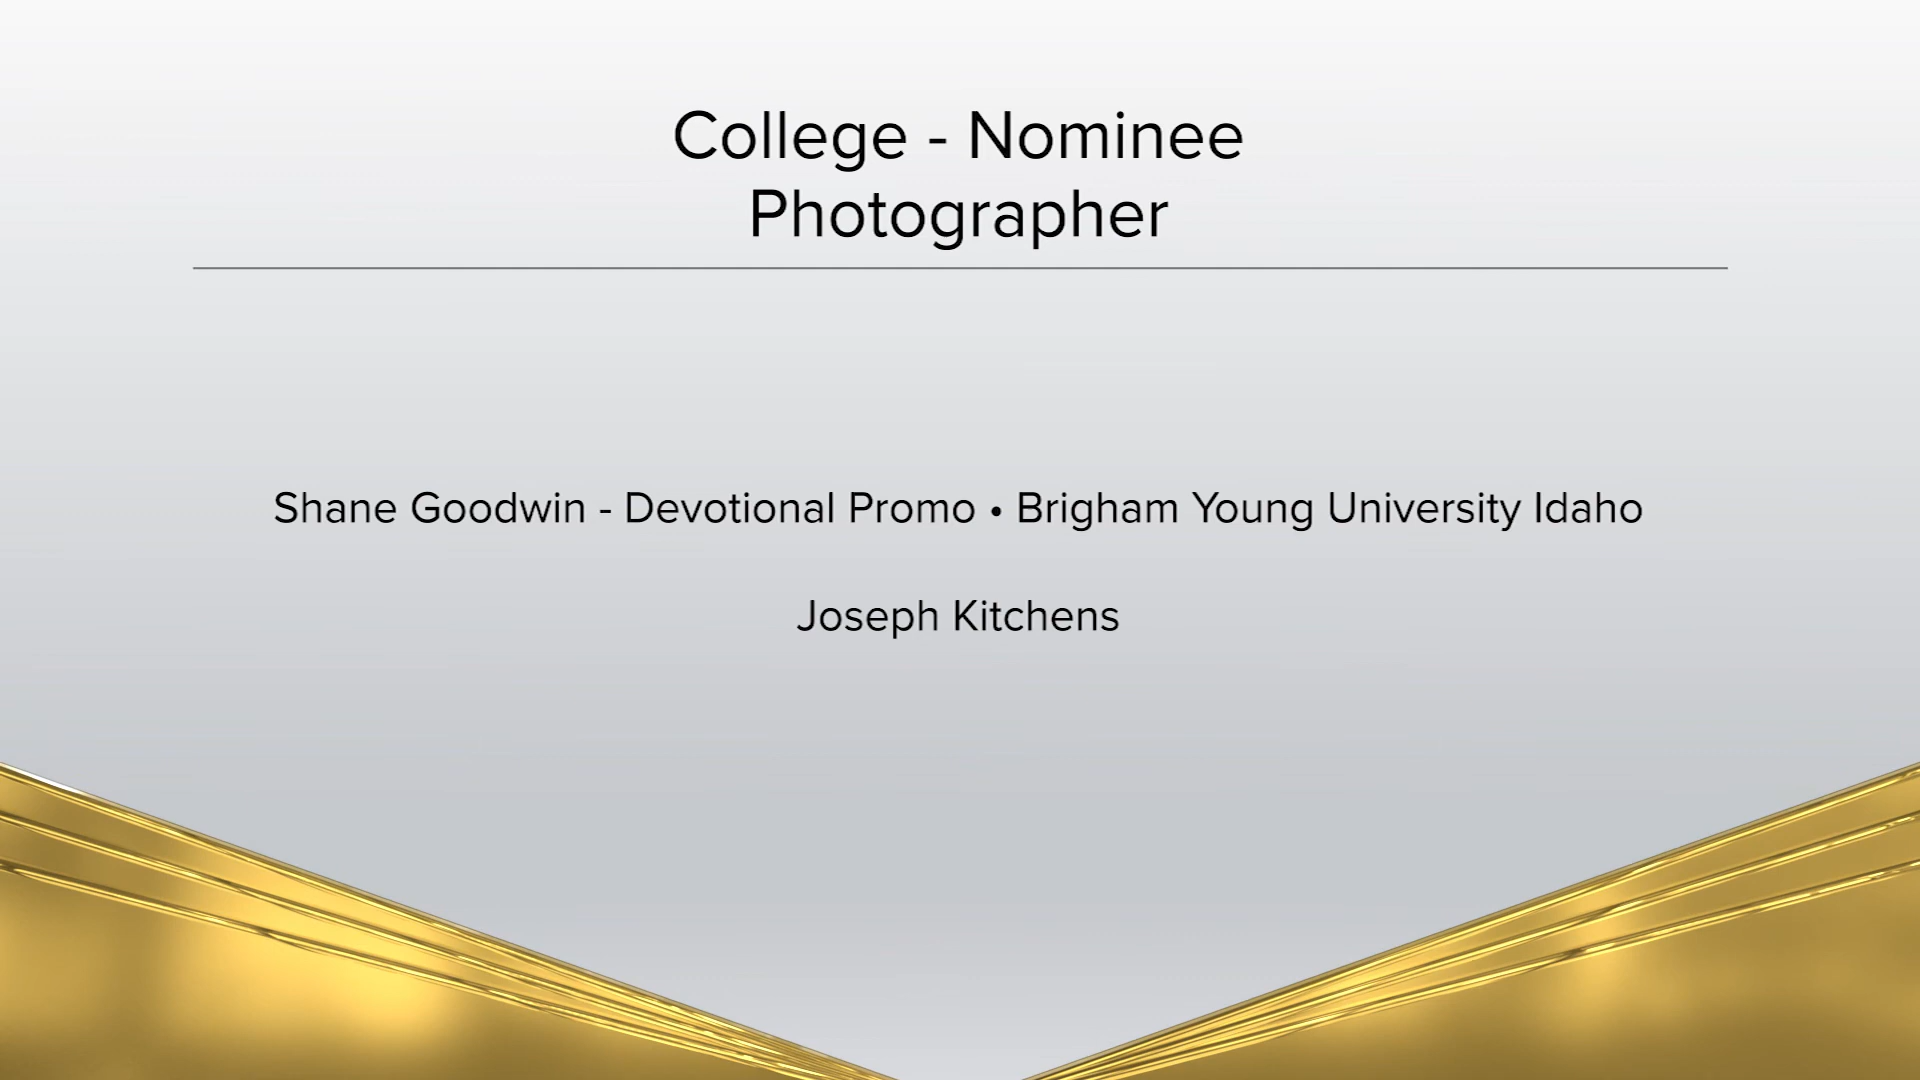 College - Nominee
Photographer
Shane Goodwin - Devotional Promo • Brigham Young University Idaho
Joseph Kitchens